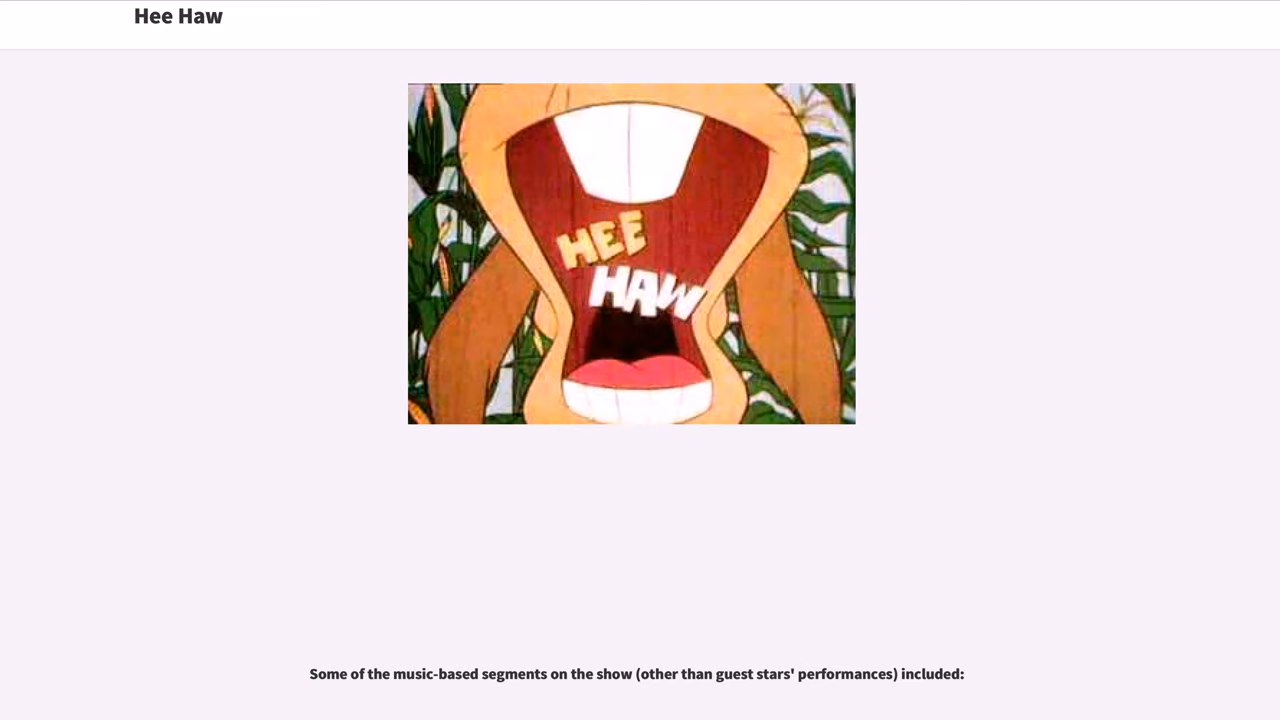 Hee Haw
HEE
HAW
Some of the music-based segments on the show (other than guest stars' performances) included: